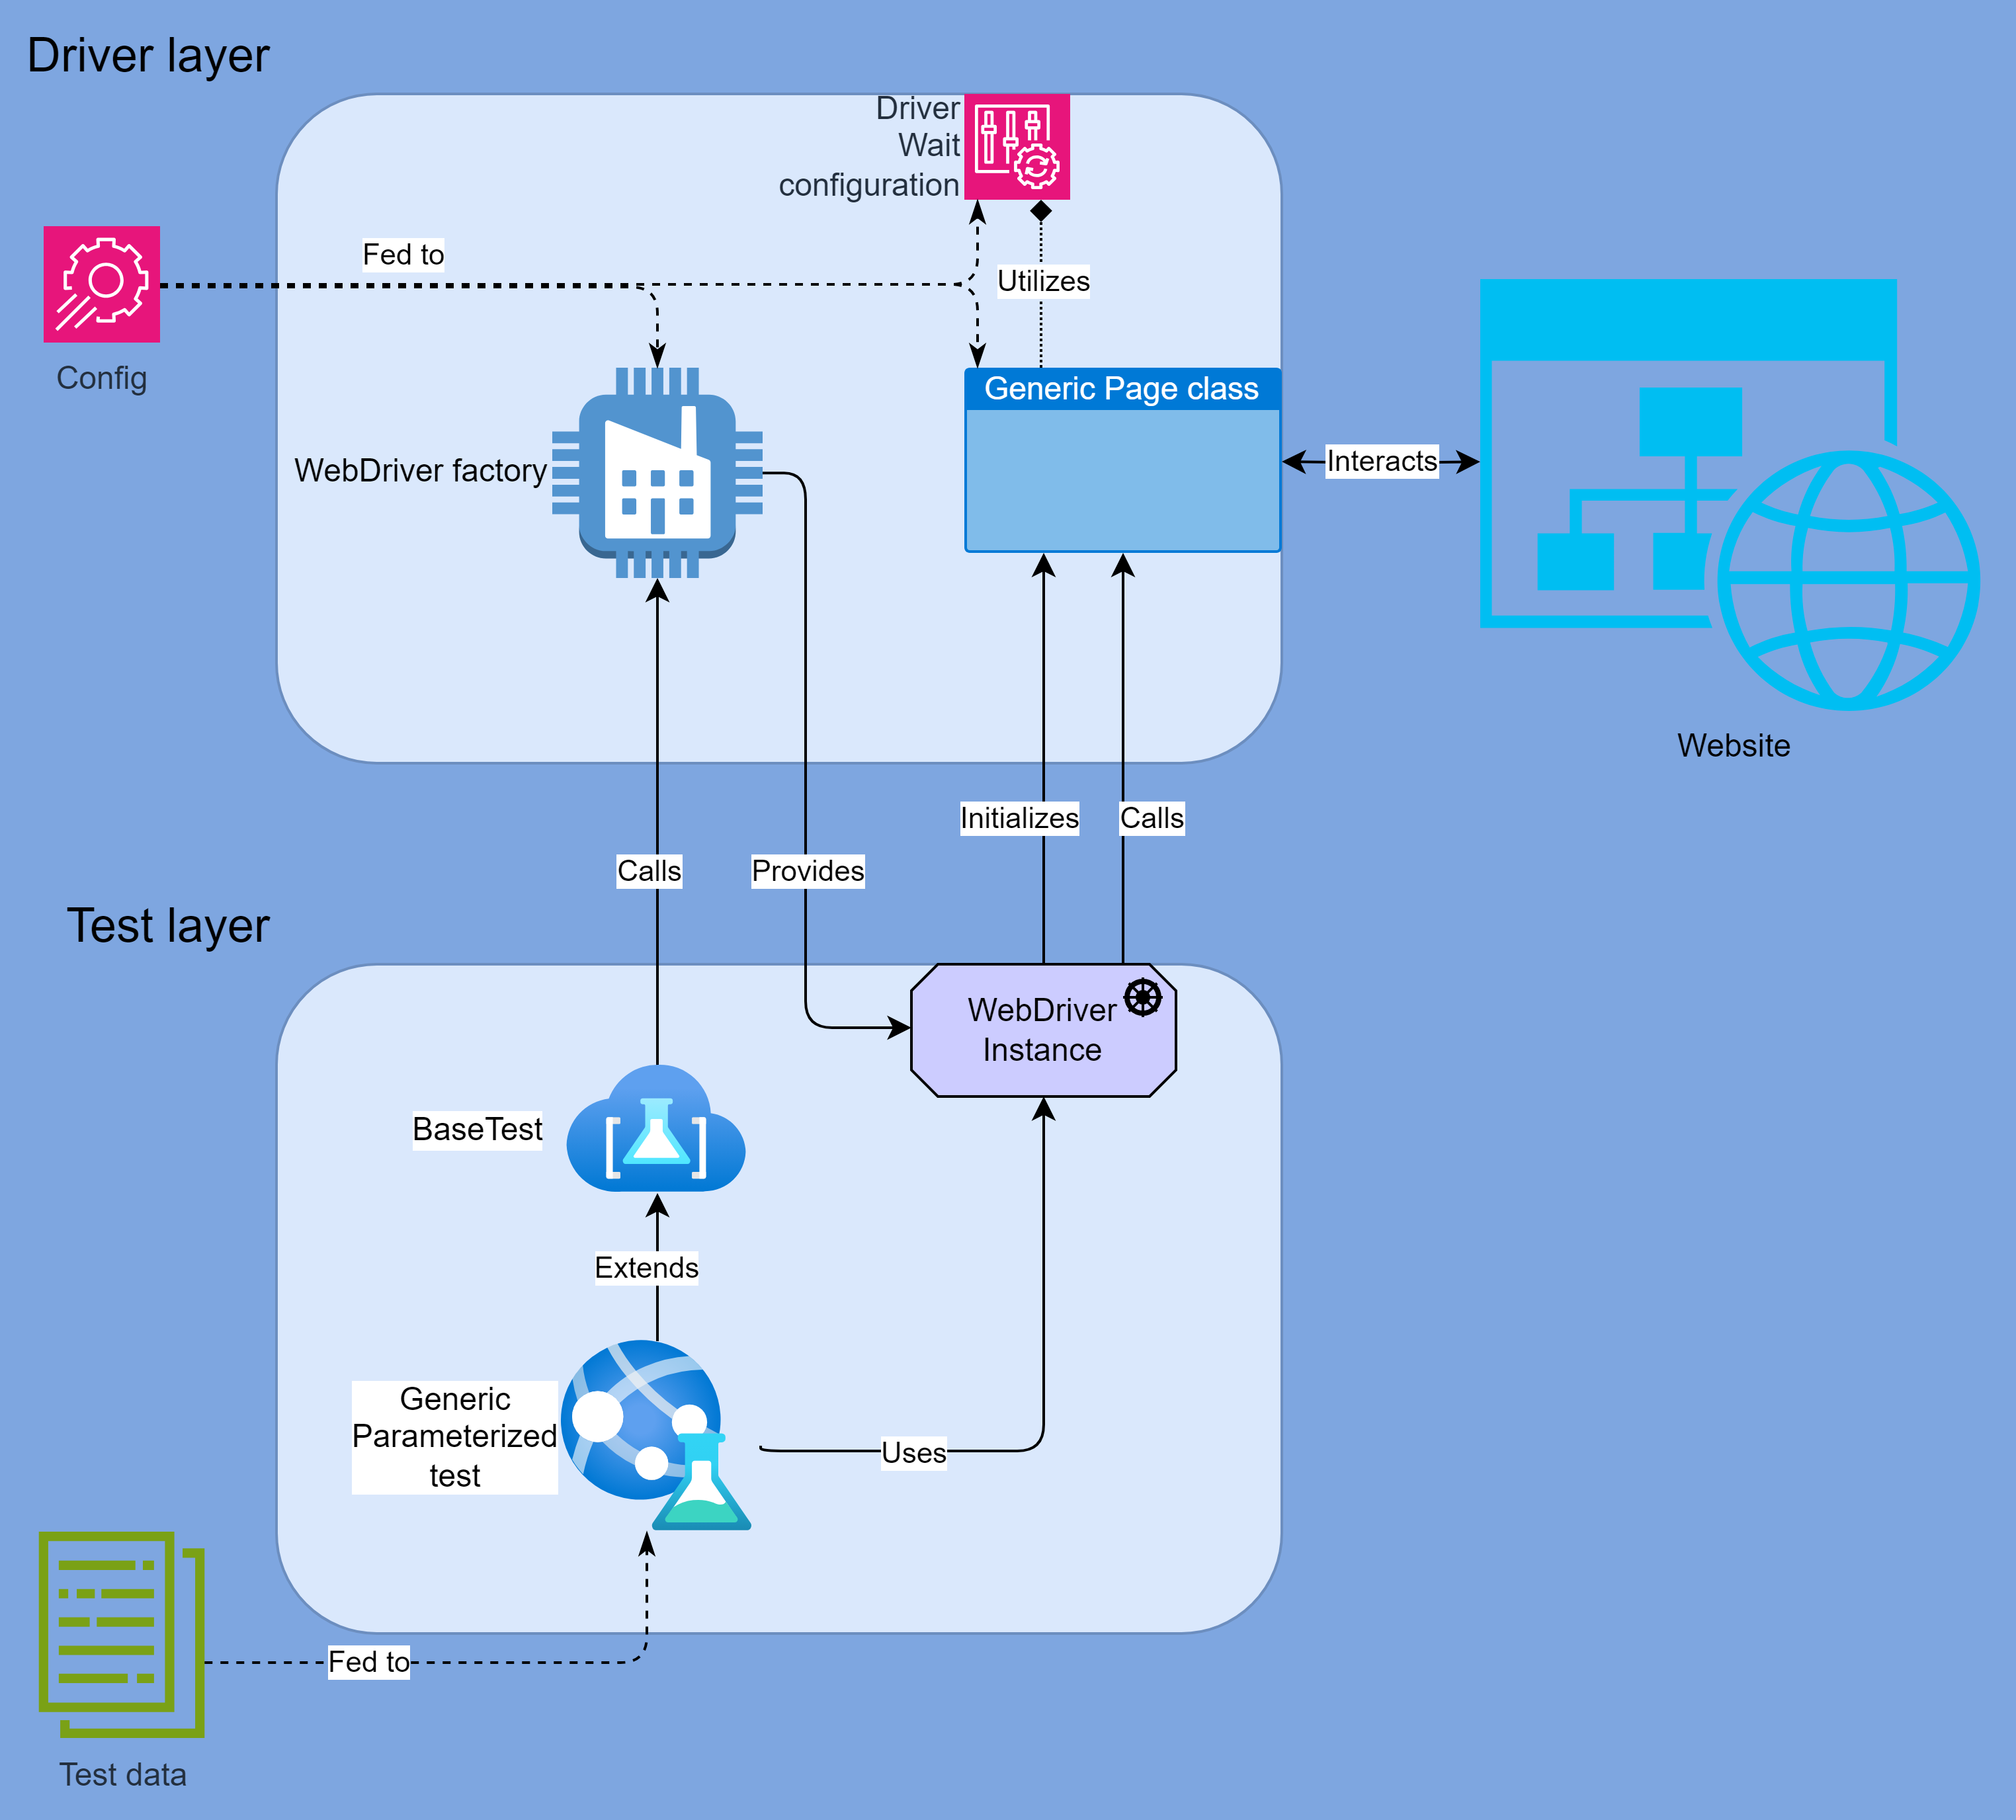 Driver layer
Driver
Wait
configuration
Fed to
Utilizes
Config
Generic Page class
WebDriver factory
Interacts
Website
Initializes
Calls
Calls
Provides
Test layer
WebDriver
Instance
BaseTest
Extends
Generic
Parameterized
test
Uses
Fed to
Test data